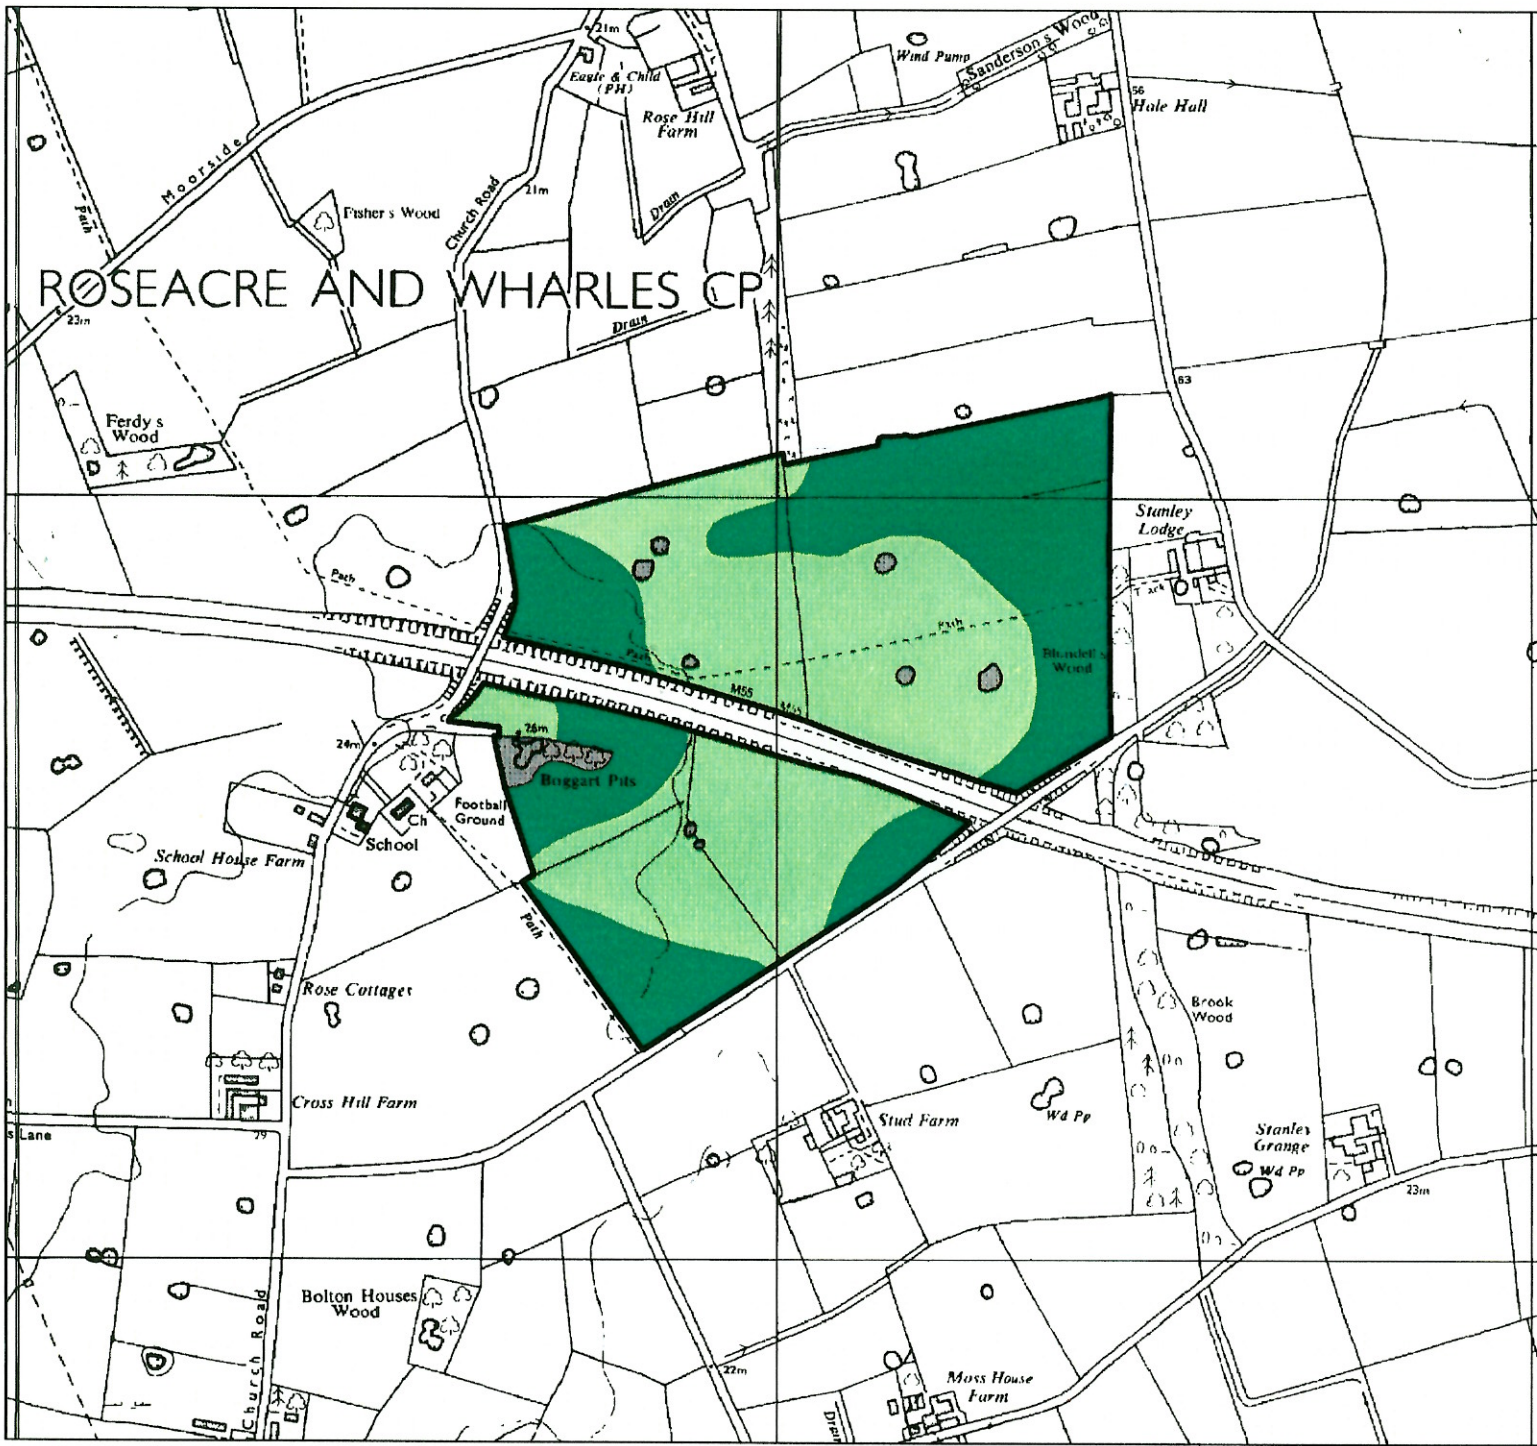 21m
Eagle & Child
(PH)
Rose Hill
Farm
Wind Pump
Sanderson's Wood
56
Hale Hall
Moorside
Path
Fisher's Wood
Church Road
21m
Drain
ROSEACRE AND WHARLES CP
23m
Drain
63
Ferdy's
Wood
Stanley
Lodge
Path
Track
Path
Path
Blundell's
Wood
M55
M55
24m
26m
Boggart Pits
Football
Ground
Ch
School
School House Farm
Path
Rose Cottages
Brook
Wood
Cross Hill Farm
s Lane
79
Stud Farm
Wd Pp
Stanley
Grange
Wd Pp
23m
Bolton Houses
Wood
Church Road
22m
Moss House
Farm
Drain